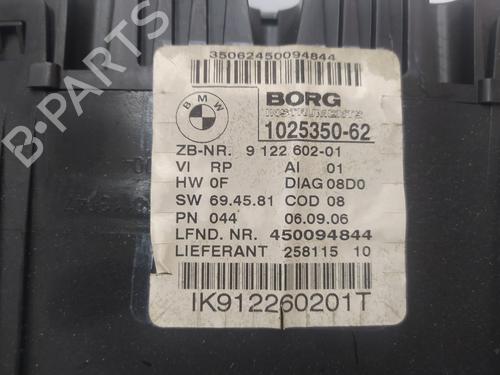 35062450094844
BMW
BORG
INSTRUMENTS
1025350-62
ZB-NR. 9 122 602-01
VI RP AI 01
HW 0F DIAG 08D0
SW 69.45.81 COD 08
PN 044 06.09.06
LFND. NR. 450094844
LIEFERANT 258115 10
IK912260201T
B-PARTS